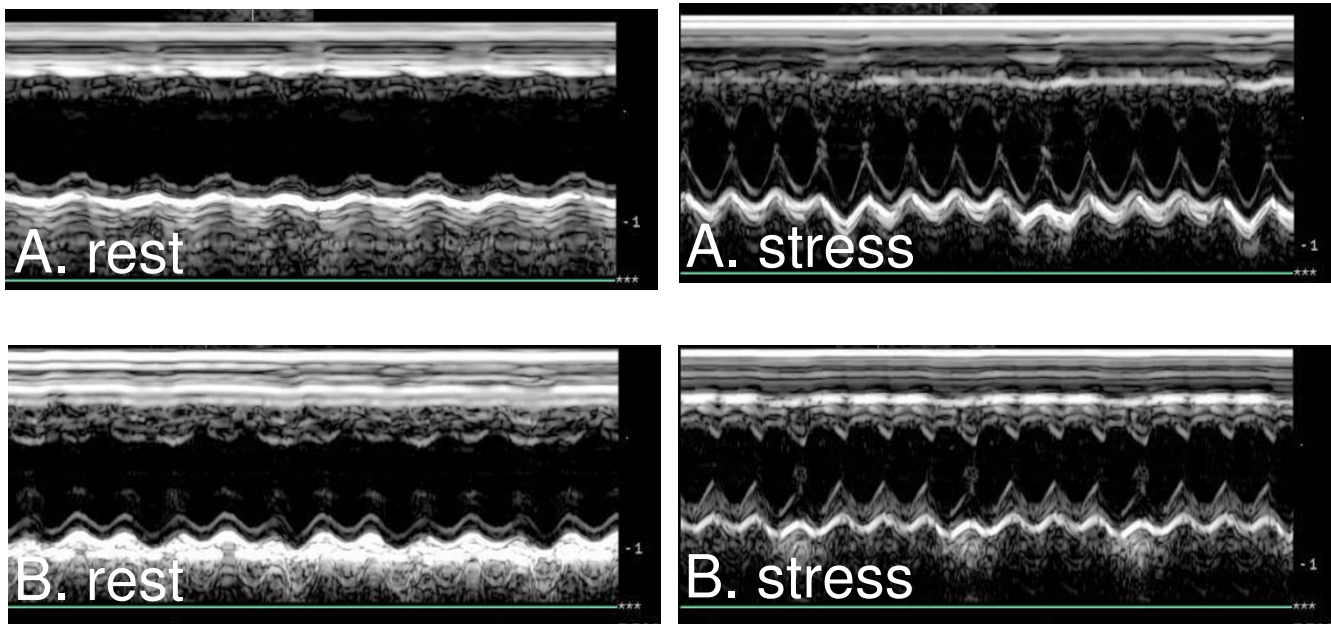 -1
A. rest
***
-1
A. stress
***
-1
B. rest
***
-1
B. stress
***